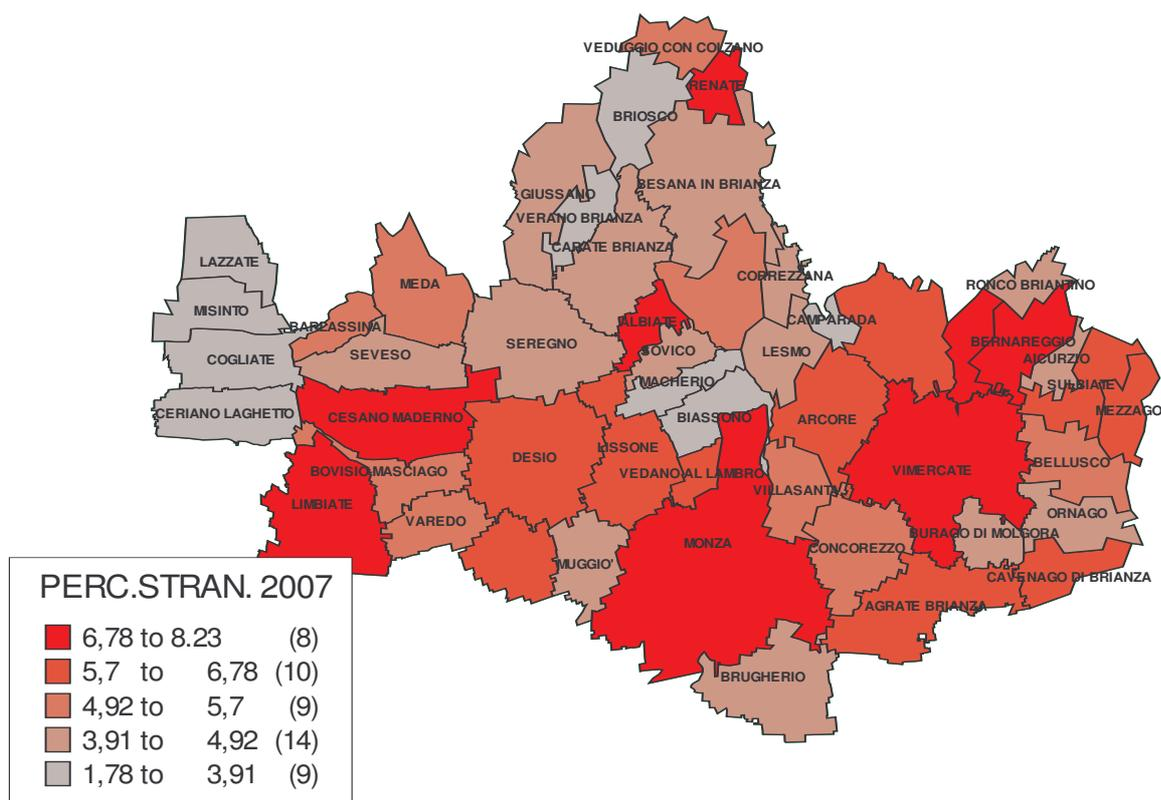 VEDUGGIO CON COLZANO
RENATE
BRIOSCO
BESANA IN BRIANZA
GIUSSANO
VERANO BRIANZA
CARATE BRIANZA
LAZZATE
CORREZZANA
MEDA
RONCO BRIANTINO
MISINTO
CAMPARADA
ALBIATE
BARLASSINA
BERNAREGGIO
SEREGNO
SOVICO
LESMO
SEVESO
COGLIATE
AICURZIO
MACHERIO
SULBIATE
CERIANO LAGHETTO
MEZZAGO
CESANO MADERNO
BIASSONO
ARCORE
LISSONE
DESIO
BELLUSCO
BOVISIO-MASCIAGO
VEDANO AL LAMBRO
VIMERCATE
VILLASANTA
LIMBIATE
ORNAGO
VAREDO
BURAGO DI MOLGORA
MONZA
CONCOREZZO
MUGGIO'
CAVENAGO DI BRIANZA
AGRATE BRIANZA
BRUGHERIO
PERC.STRAN. 2007
6,78 to 8.23 (8)
5,7 to 6,78 (10)
4,92 to 5,7 (9)
3,91 to 4,92 (14)
1,78 to 3,91 (9)